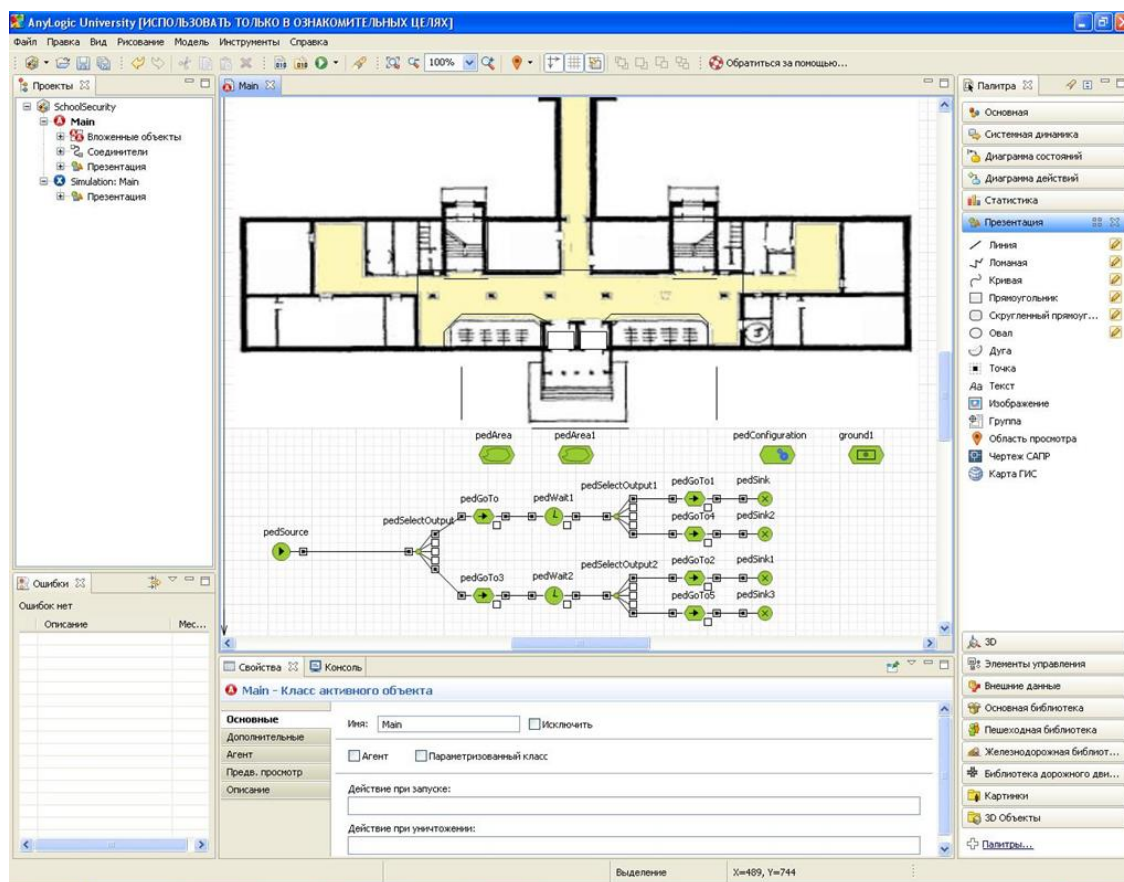 AnyLogic University [ИСПОЛЬЗОВАТЬ ТОЛЬКО В ОЗНАКОМИТЕЛЬНЫХ ЦЕЛЯХ]
Файл Правка Вид Рисование Модель Инструменты Справка
100% Обратиться за помощью...
Проекты
SchoolSecurity
Main
Вложенные объекты
Соединители
Презентация
Simulation: Main
Презентация
Ошибки
Ошибок нет
Описание Мес...
Main
pedArea pedArea1 pedConfiguration ground1
pedSource
pedSelectOutput
pedGoTo pedWait1 pedSelectOutput1 pedGoTo1 pedSink
pedGoTo4 pedSink2
pedGoTo3 pedWait2 pedSelectOutput2 pedGoTo2 pedSink1
pedGoTo5 pedSink3
Свойства Консоль
Main - Класс активного объекта
Основные
Дополнительные
Агент
Предв. просмотр
Описание
Имя: Main Исключить
Агент Параметризованный класс
Действие при запуске:
Действие при уничтожении:
Палитра
Основная
Системная динамика
Диаграмма состояний
Диаграмма действий
Статистика
Презентация
Линия
Ломаная
Кривая
Прямоугольник
Скругленный прямоуг...
Овал
Дуга
Точка
Aa Текст
Изображение
Группа
Область просмотра
Чертеж САПР
Карта ГИС
3D
Элементы управления
Внешние данные
Основная библиотека
Пешеходная библиотека
Железнодорожная библиот...
Библиотека дорожного дви...
Картинки
3D Объекты
Палитры...
Выделение X=489, Y=744